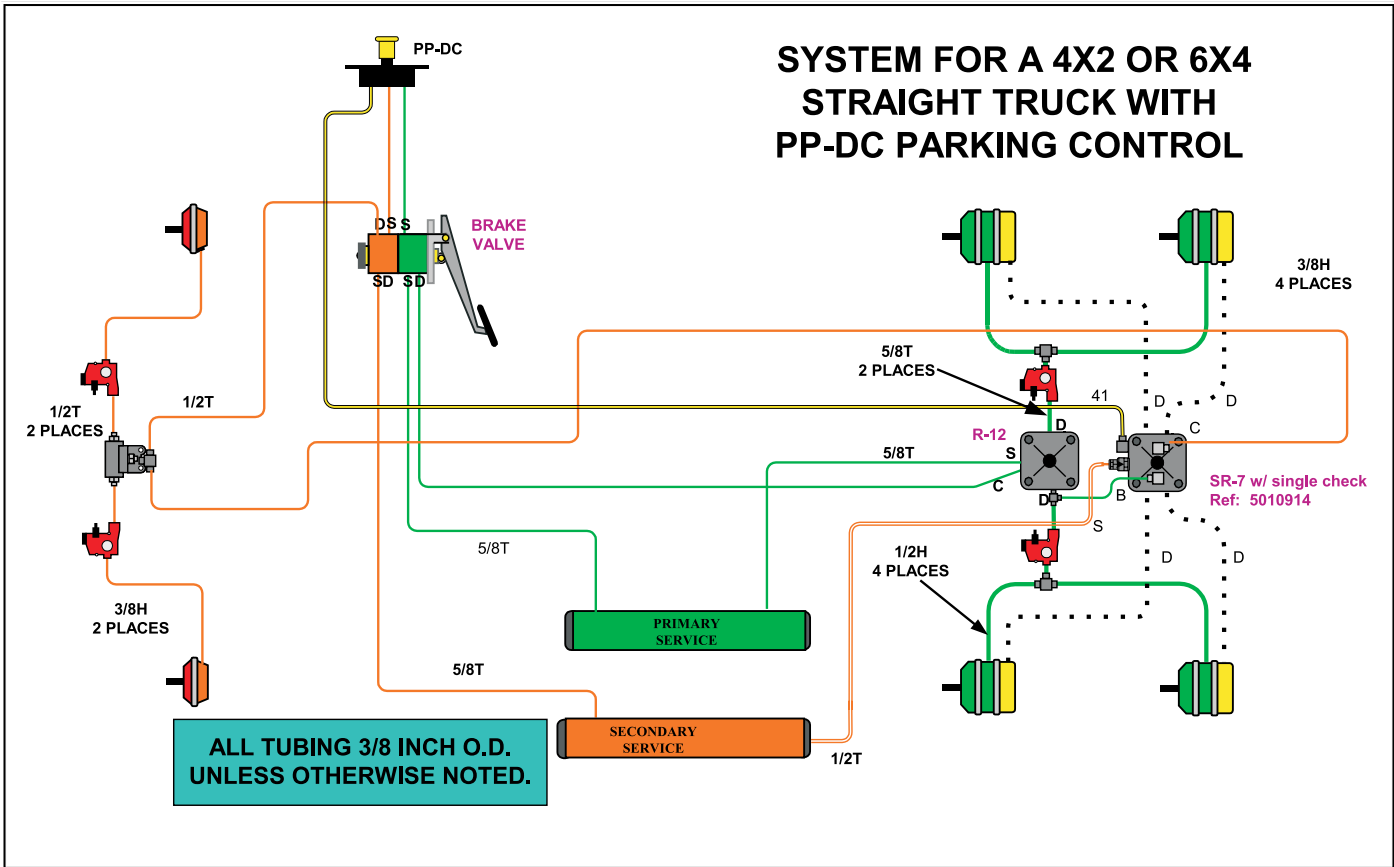 PP-DC
SYSTEM FOR A 4X2 OR 6X4
STRAIGHT TRUCK WITH
PP-DC PARKING CONTROL
DS S
BRAKE
VALVE
SD SD
3/8H
4 PLACES
5/8T
2 PLACES
1/2T
2 PLACES
1/2T
41
D
D
C
R-12
D
S
5/8T
C
D
B
S
SR-7 w/ single check
Ref: 5010914
5/8T
1/2H
4 PLACES
D
D
3/8H
2 PLACES
PRIMARY
SERVICE
5/8T
SECONDARY
SERVICE
1/2T
ALL TUBING 3/8 INCH O.D.
UNLESS OTHERWISE NOTED.